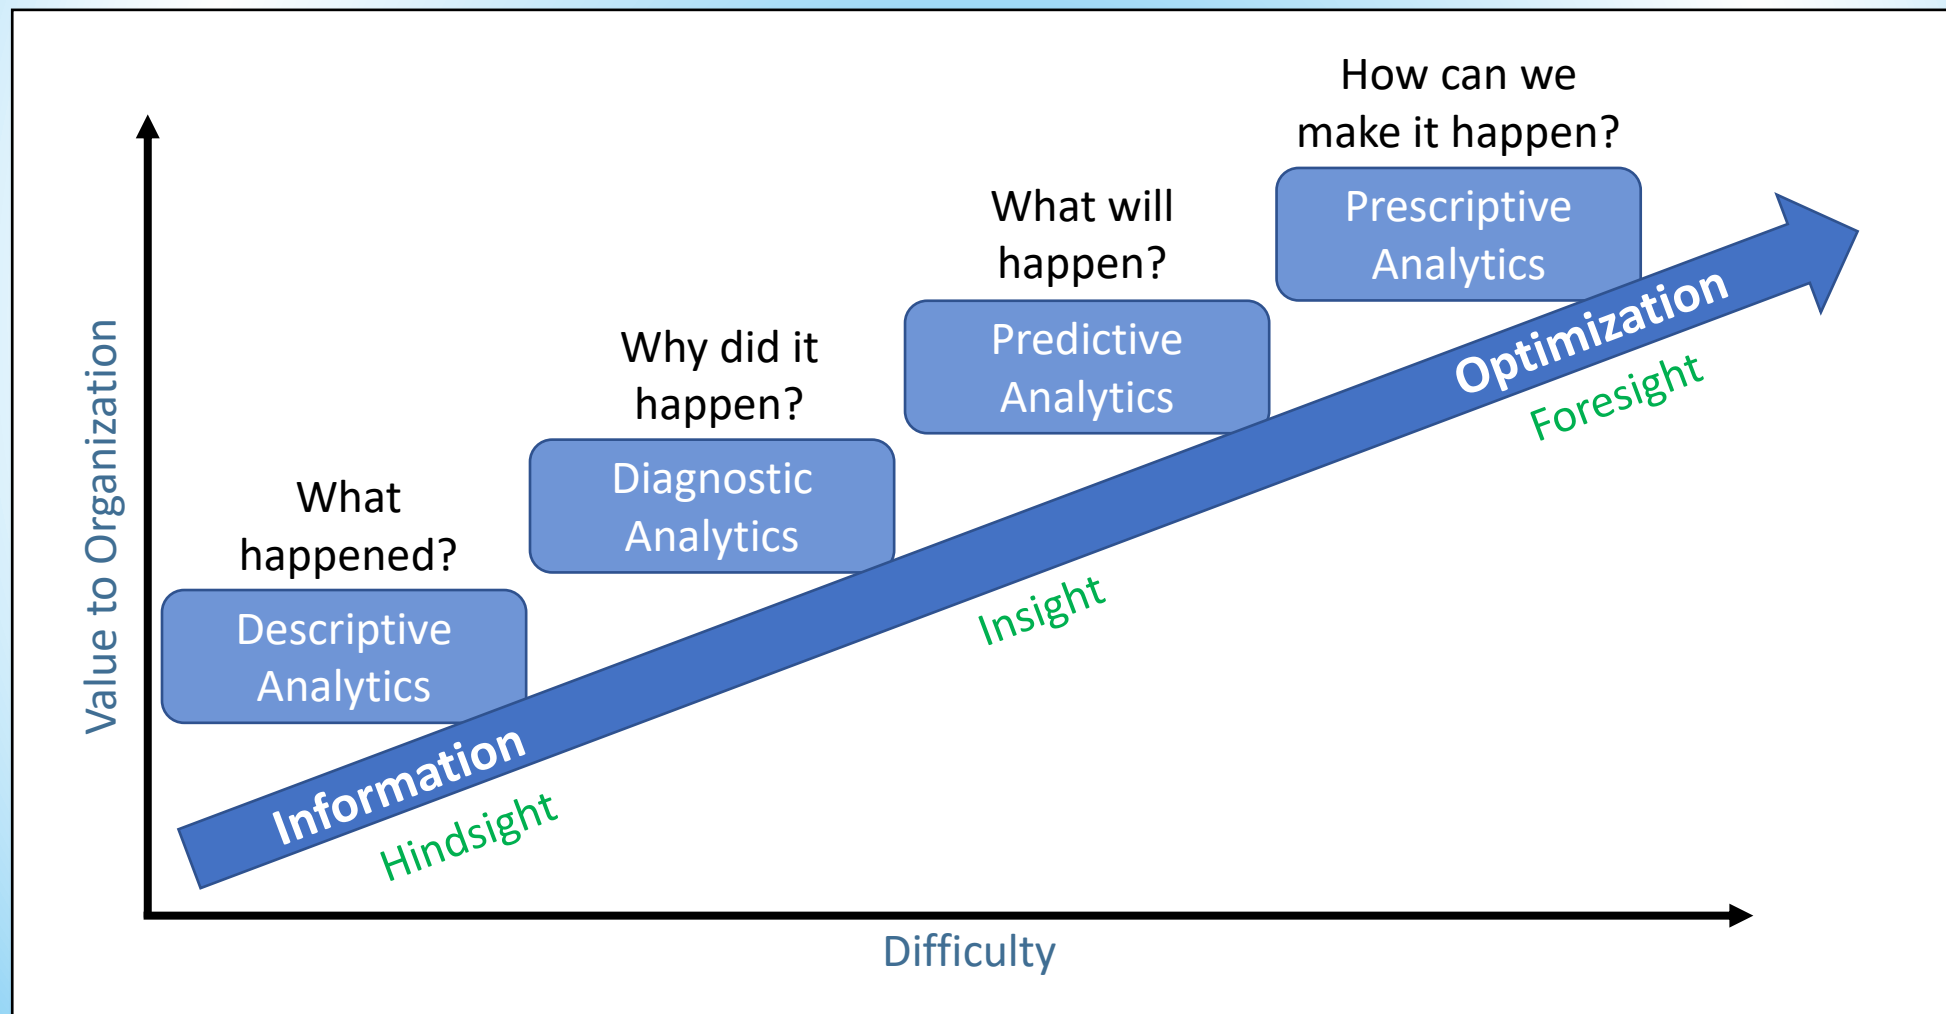 How can we
make it happen?
Prescriptive
Analytics
What will
happen?
Predictive
Analytics
Why did it
happen?
Diagnostic
Analytics
What
happened?
Descriptive
Analytics
Value to Organization
Information
Optimization
Hindsight
Insight
Foresight
Difficulty